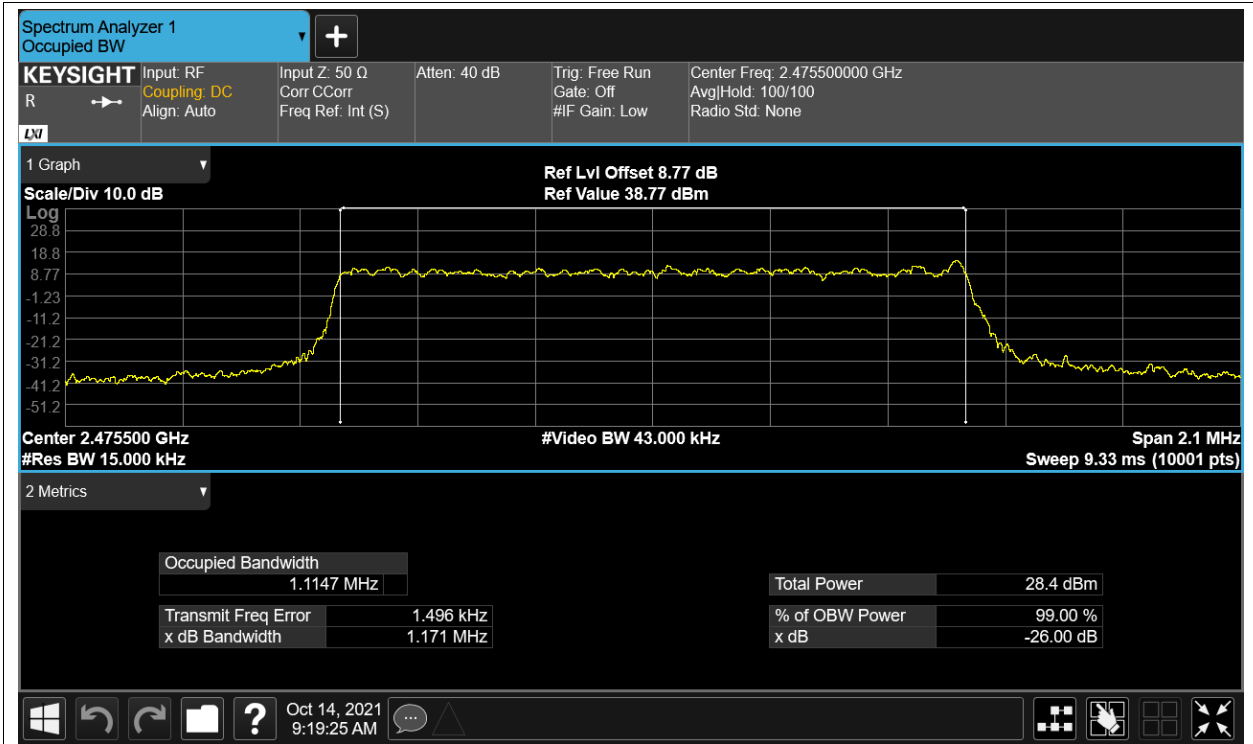 Spectrum Analyzer 1
Occupied BW
KEYSIGHT Input: RF Input Z: 50 Ω Atten: 40 dB Trig: Free Run Center Freq: 2.475500000 GHz
R Coupling: DC Corr CCorr Gate: Off Avg|Hold: 100/100
Align: Auto Freq Ref: Int (S) #IF Gain: Low Radio Std: None
LXI
1 Graph
Ref Lvl Offset 8.77 dB
Scale/Div 10.0 dB Ref Value 38.77 dBm
Log
28.8
18.8
8.77
-1.23
-11.2
-21.2
-31.2
-41.2
-51.2
Center 2.475500 GHz #Video BW 43.000 kHz Span 2.1 MHz
#Res BW 15.000 kHz Sweep 9.33 ms (10001 pts)
2 Metrics
Occupied Bandwidth
1.1147 MHz Total Power 28.4 dBm
Transmit Freq Error 1.496 kHz % of OBW Power 99.00 %
x dB Bandwidth 1.171 MHz x dB -26.00 dB
? Oct 14, 2021
9:19:25 AM